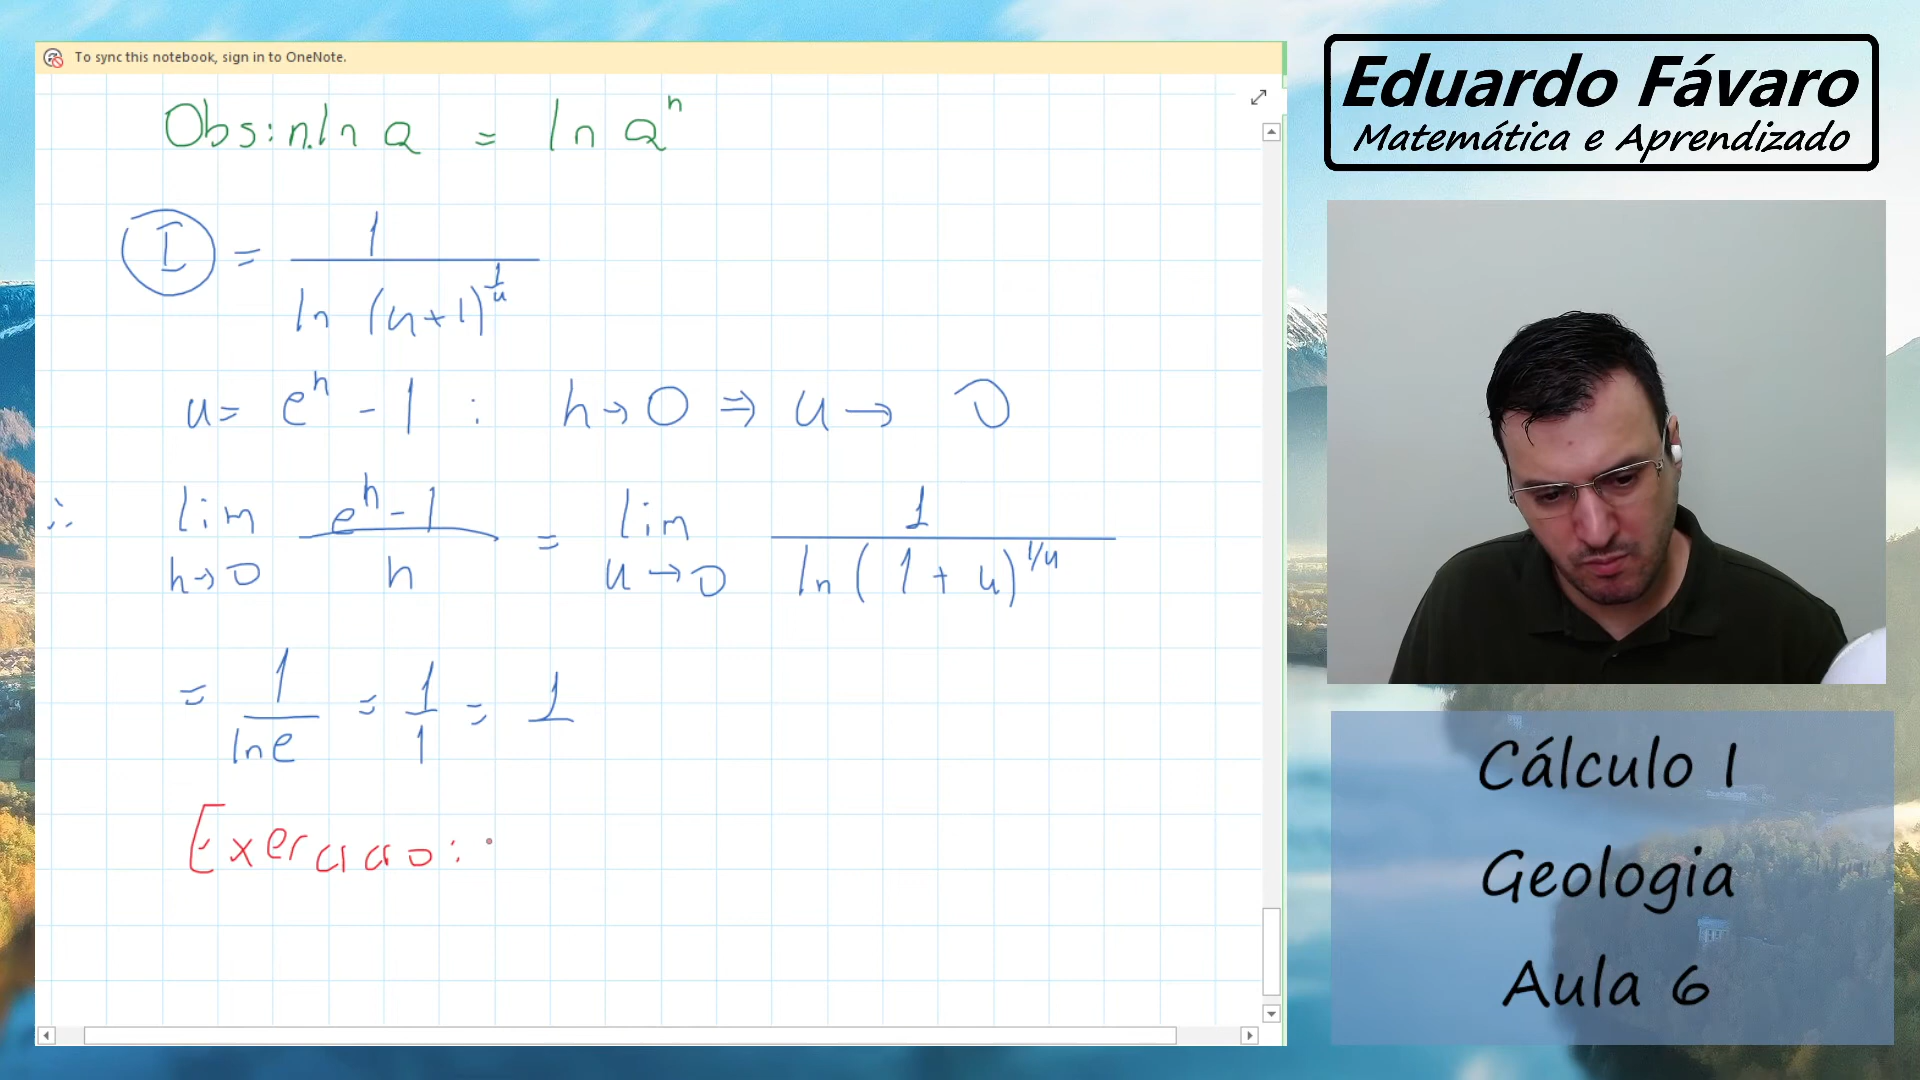 To sync this notebook, sign in to OneNote.
Obs: n.ln a = ln a^n
I = 1 / ln (u+1)^(1/u)
u = e^h - 1 : h → 0 ⇒ u → 0
∴ lim h→0 (e^h - 1)/h = lim u→0 1 / ln(1+u)^(1/u)
= 1/ln e = 1/1 = 1
Exercício:
Eduardo Fávaro
Matemática e Aprendizado
Cálculo I
Geologia
Aula 6